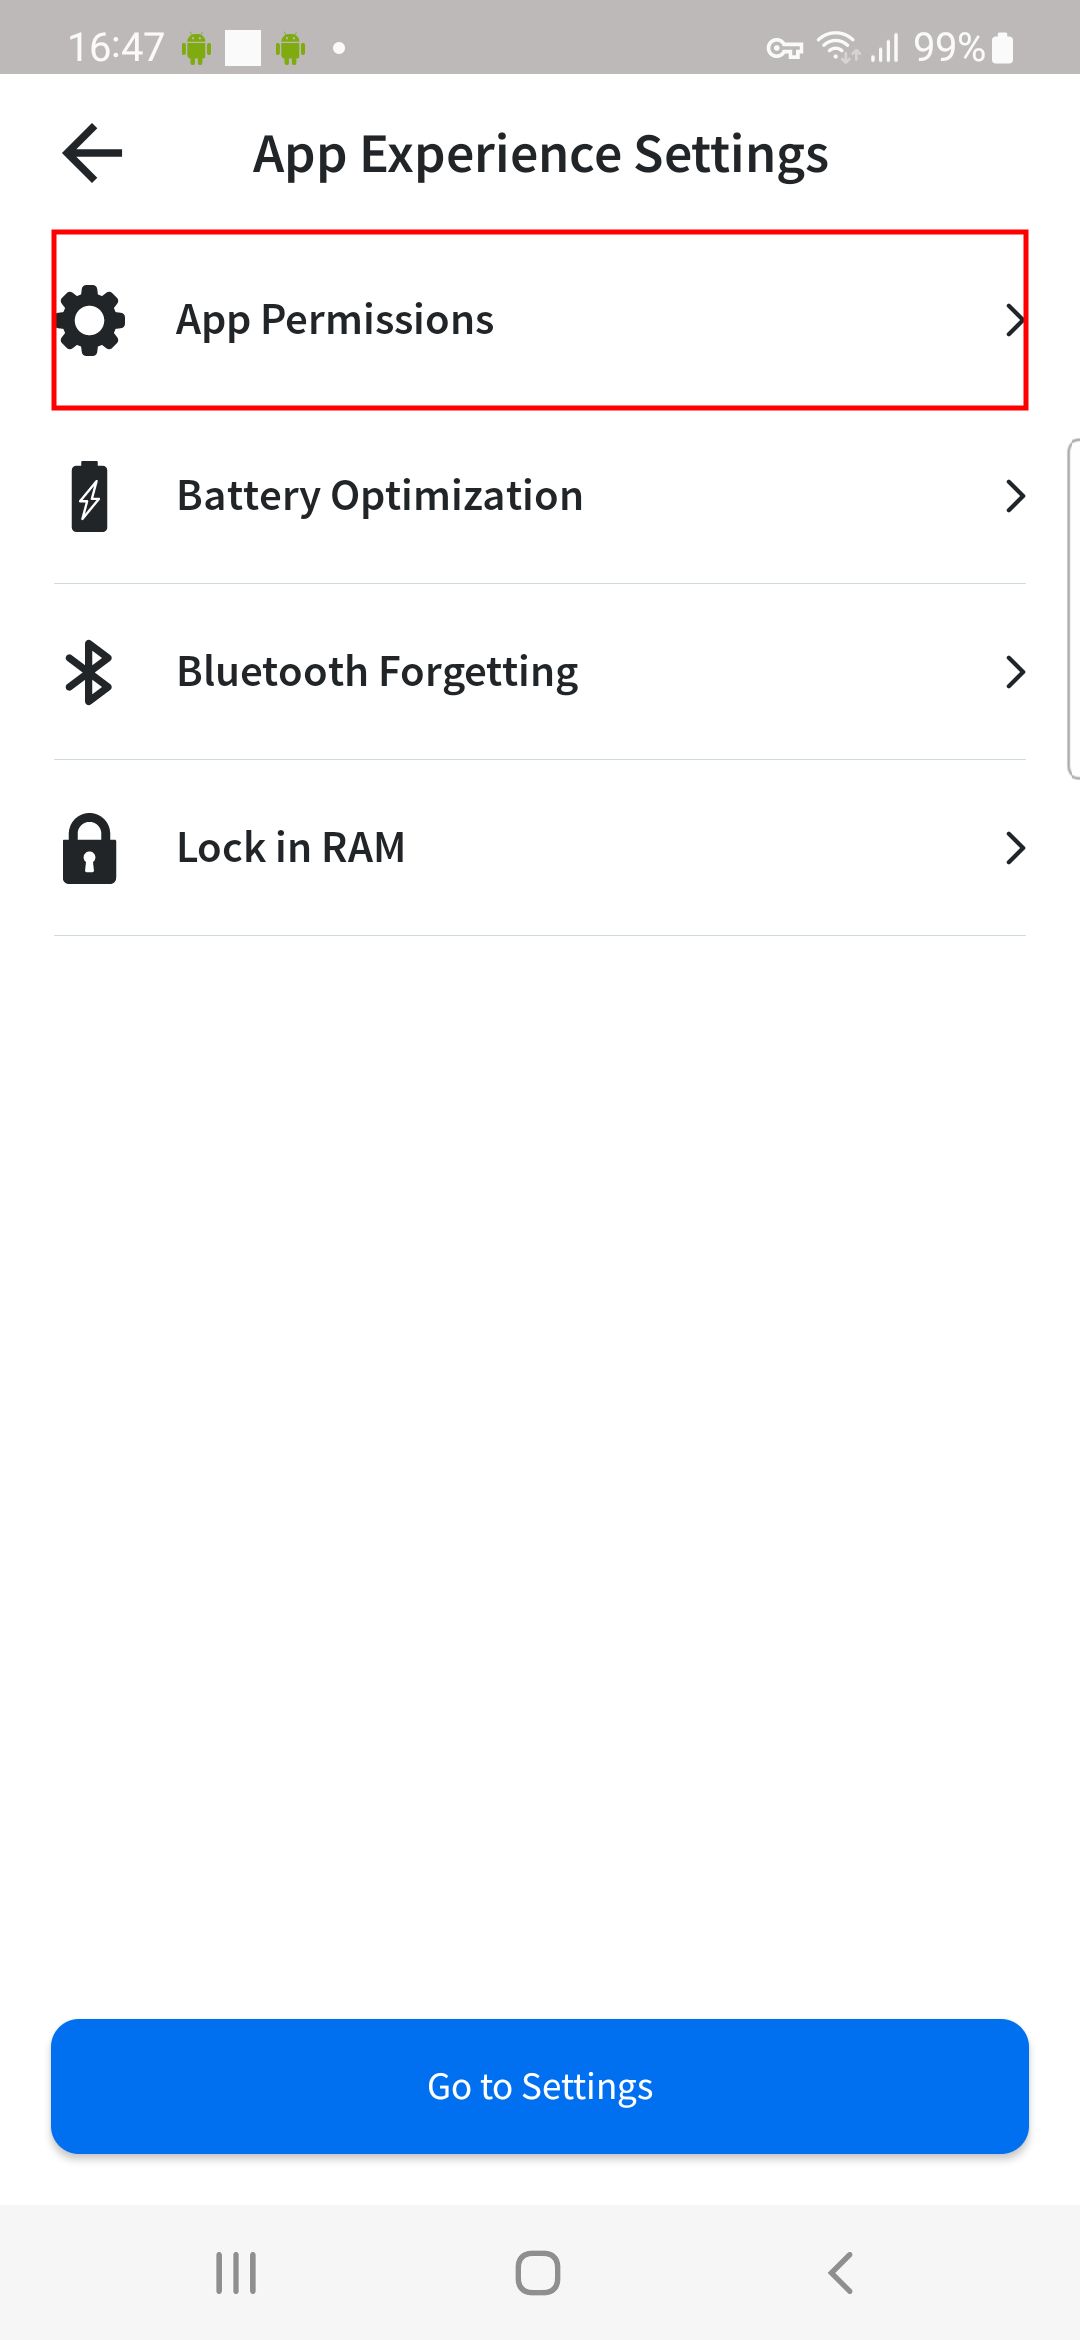 16:47
99%
App Experience Settings
App Permissions
Battery Optimization
Bluetooth Forgetting
Lock in RAM
Go to Settings